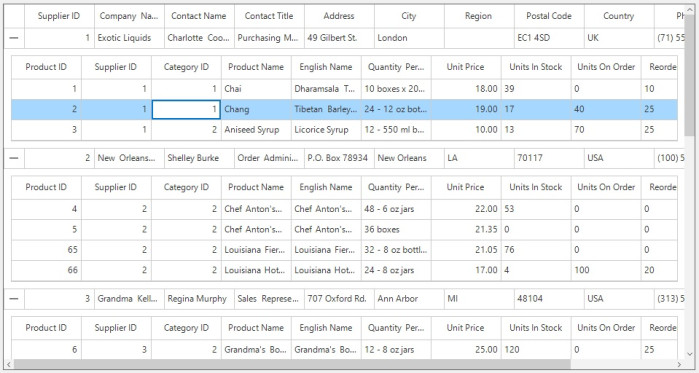 Supplier ID Company Na... Contact Name Contact Title Address City Region Postal Code Country Ph
1 Exotic Liquids Charlotte Coo... Purchasing M... 49 Gilbert St. London EC1 4SD UK (71) 55
Product ID Supplier ID Category ID Product Name English Name Quantity Per... Unit Price Units In Stock Units On Order Reorde
1 1 1 Chai Dharamsala T... 10 boxes x 20... 18.00 39 0 10
2 1 1 Chang Tibetan Barley... 24 - 12 oz bot... 19.00 17 40 25
3 1 2 Aniseed Syrup Licorice Syrup 12 - 550 ml b... 10.00 13 70 25
2 New Orleans... Shelley Burke Order Admini... P.O. Box 78934 New Orleans LA 70117 USA (100) 5
Product ID Supplier ID Category ID Product Name English Name Quantity Per... Unit Price Units In Stock Units On Order Reorde
4 2 2 Chef Anton's... Chef Anton's... 48 - 6 oz jars 22.00 53 0 0
5 2 2 Chef Anton's... Chef Anton's... 36 boxes 21.35 0 0 0
65 2 2 Louisiana Fier... Louisiana Fier... 32 - 8 oz bottl... 21.05 76 0 0
66 2 2 Louisiana Hot... Louisiana Hot... 24 - 8 oz jars 17.00 4 100 20
3 Grandma Kell... Regina Murphy Sales Represe... 707 Oxford Rd. Ann Arbor MI 48104 USA (313) 5
Product ID Supplier ID Category ID Product Name English Name Quantity Per... Unit Price Units In Stock Units On Order Reorde
6 3 2 Grandma's Bo... Grandma's Bo... 12 - 8 oz jars 25.00 120 0 25